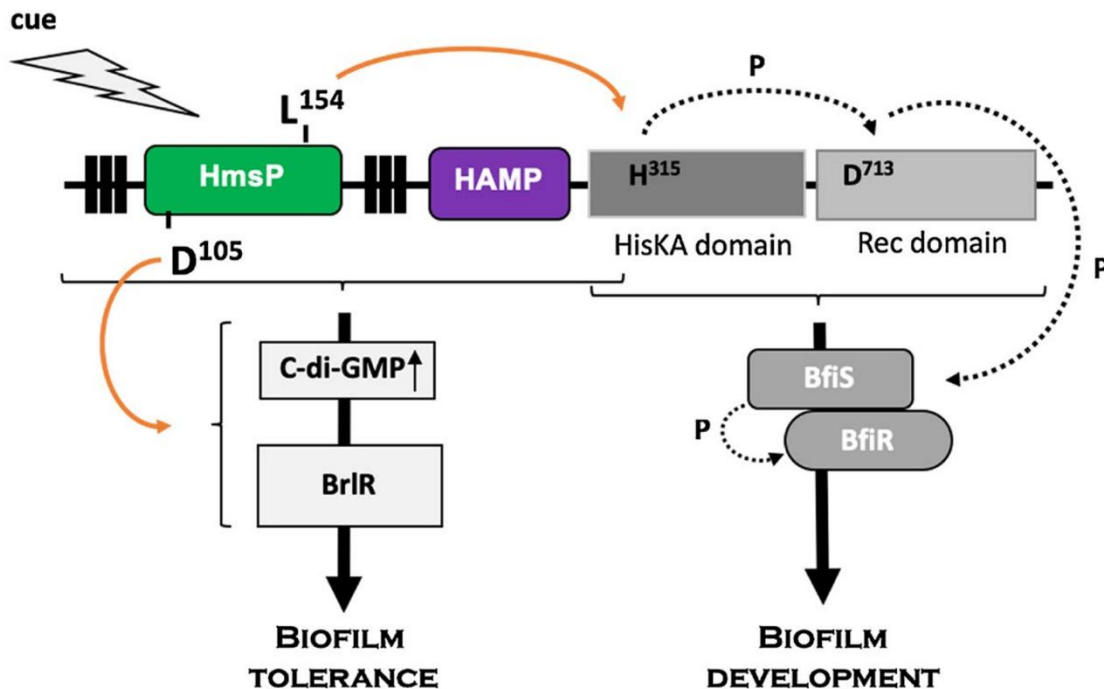 cue
L154
P
HmsP
HAMP
H315
D713
D105
HisKA domain
Rec domain
P
C-di-GMP
BfiS
P
BfiR
BrlR
BIOFILM
TOLERANCE
BIOFILM
DEVELOPMENT